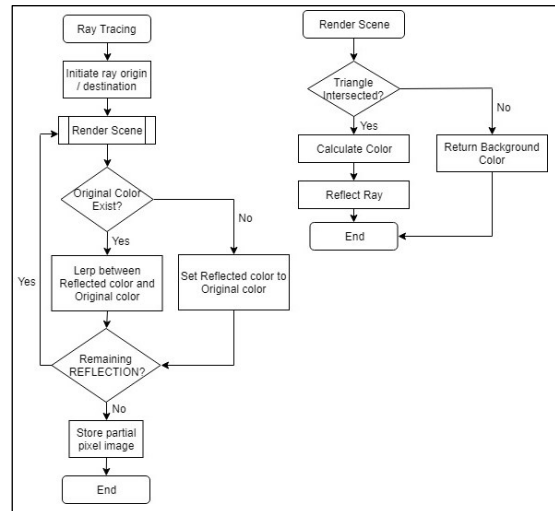 Ray Tracing
Initiate ray origin
/ destination
Render Scene
Original Color
Exist?
No
Yes
Lerp between
Reflected color and
Original color
Set Reflected color to
Original color
Yes
Remaining
REFLECTION?
No
Store partial
pixel image
End
Render Scene
Triangle
Intersected?
No
Yes
Calculate Color
Return Background
Color
Reflect Ray
End